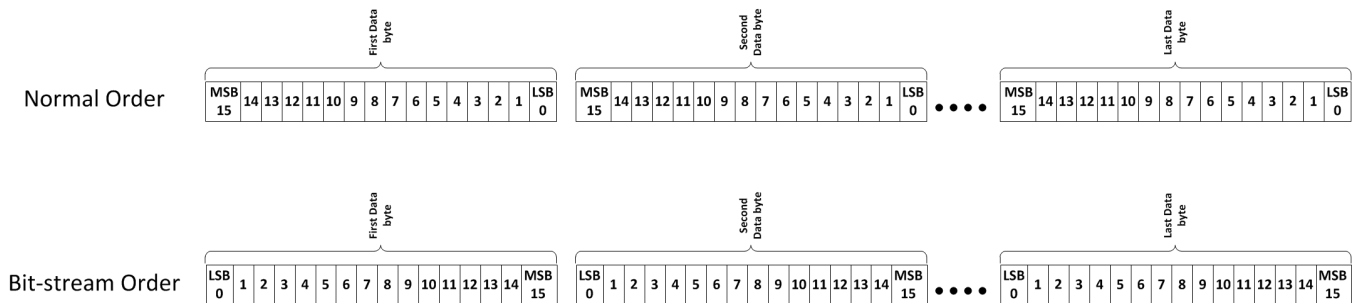 First Data
byte
Second
Data byte
Last Data
byte
Normal Order
MSB 15 14 13 12 11 10 9 8 7 6 5 4 3 2 1 LSB 0
MSB 15 14 13 12 11 10 9 8 7 6 5 4 3 2 1 LSB 0
MSB 15 14 13 12 11 10 9 8 7 6 5 4 3 2 1 LSB 0
First Data
byte
Second
Data byte
Last Data
byte
Bit-stream Order
LSB 0 1 2 3 4 5 6 7 8 9 10 11 12 13 14 MSB 15
LSB 0 1 2 3 4 5 6 7 8 9 10 11 12 13 14 MSB 15
LSB 0 1 2 3 4 5 6 7 8 9 10 11 12 13 14 MSB 15